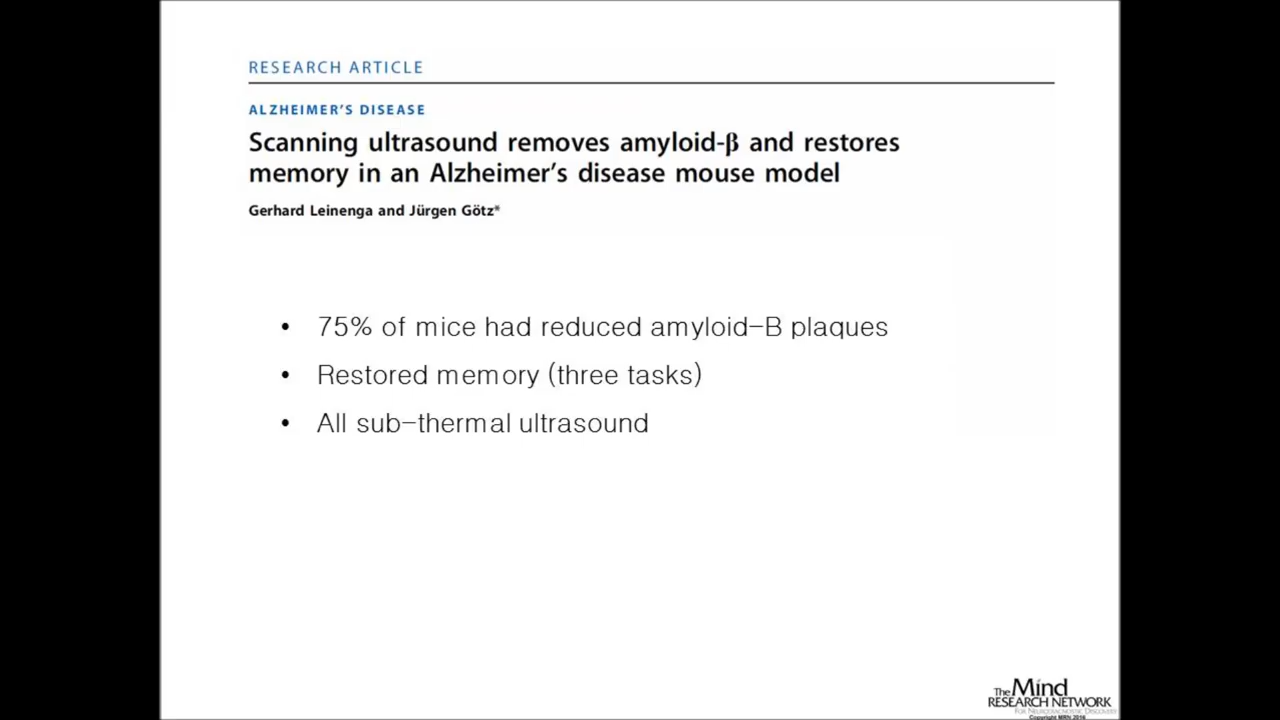 RESEARCH ARTICLE
ALZHEIMER'S DISEASE
Scanning ultrasound removes amyloid-β and restores
memory in an Alzheimer's disease mouse model
Gerhard Leinenga and Jürgen Götz*
• 75% of mice had reduced amyloid-B plaques
• Restored memory (three tasks)
• All sub-thermal ultrasound
The Mind
RESEARCH NETWORK
FOR NEURODIAGNOSTIC DISCOVERY
Copyright MRN 2016